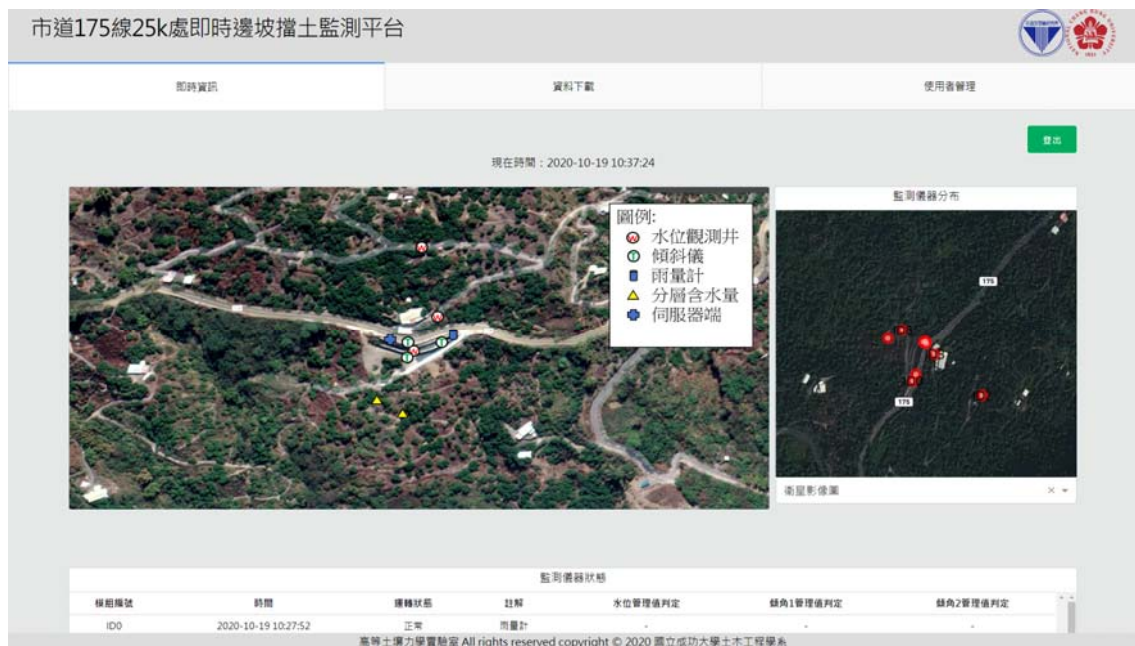 市道175線25k處即時邊坡擋土監測平台
即時資訊
資料下載
使用者管理
登出
現在時間：2020-10-19 10:37:24
圖例:
水位觀測井
傾斜儀
雨量計
分層含水量
伺服器端
監測儀器分布
175
175
衛星影像圖
監測儀器狀態
模組編號 時間 運轉狀態 註解 水位管理值判定 傾角1管理值判定 傾角2管理值判定
ID0 2020-10-19 10:27:52 正常 雨量計 - - -
高等土壤力學實驗室 All rights reserved copyright © 2020 國立成功大學土木工程學系